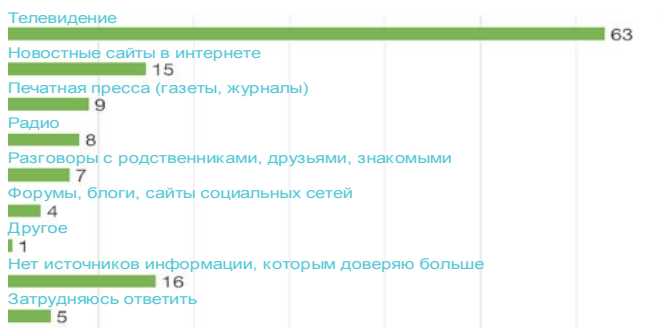 Телевидение
63
Новостные сайты в интернете
15
Печатная пресса (газеты, журналы)
9
Радио
8
Разговоры с родственниками, друзьями, знакомыми
7
Форумы, блоги, сайты социальных сетей
4
Другое
1
Нет источников информации, которым доверяю больше
16
Затрудняюсь ответить
5